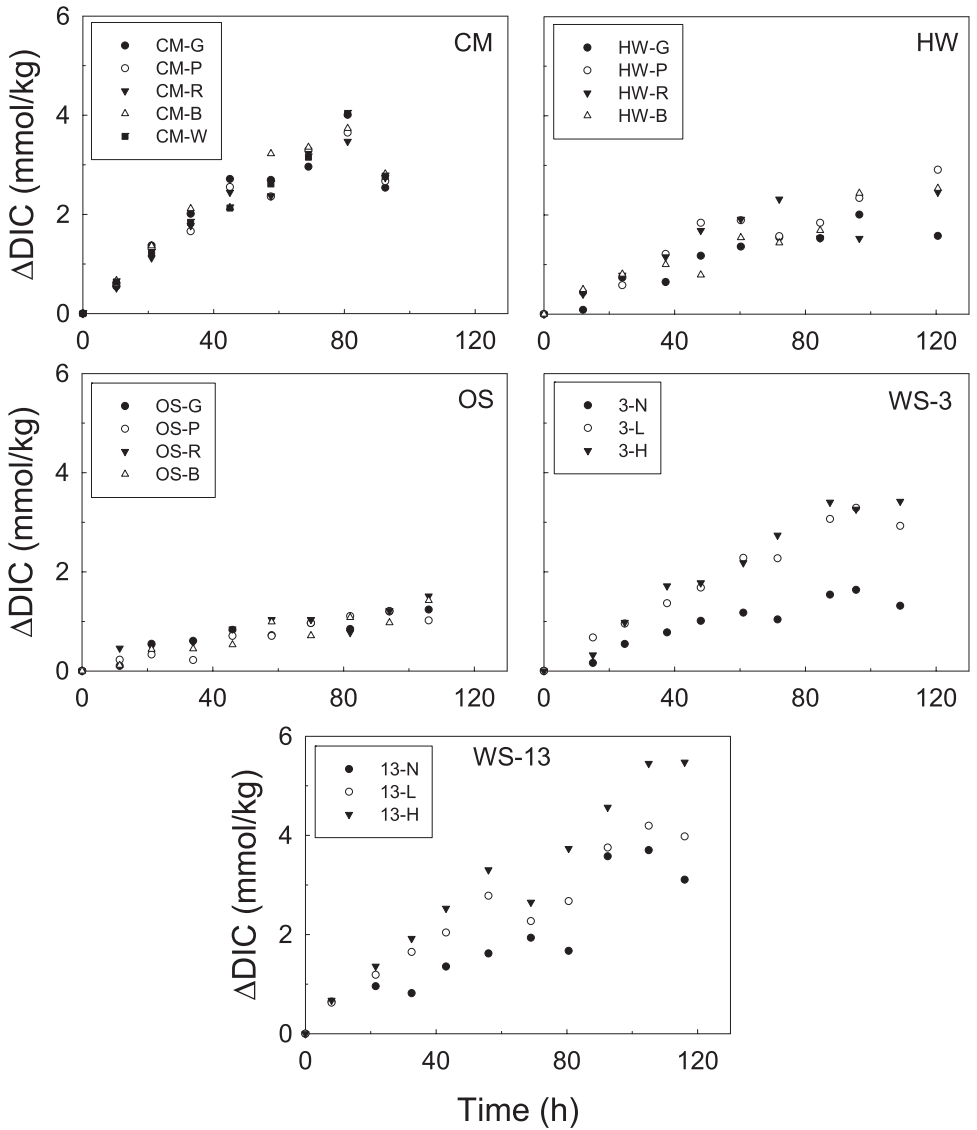 CM
CM-G
CM-P
CM-R
CM-B
CM-W
ΔDIC (mmol/kg)
6
4
2
0
0 40 80 120
HW
HW-G
HW-P
HW-R
HW-B
0 40 80 120
OS
OS-G
OS-P
OS-R
OS-B
ΔDIC (mmol/kg)
6
4
2
0
0 40 80 120
WS-3
3-N
3-L
3-H
0 40 80 120
WS-13
13-N
13-L
13-H
ΔDIC (mmol/kg)
6
4
2
0
0 40 80 120
Time (h)